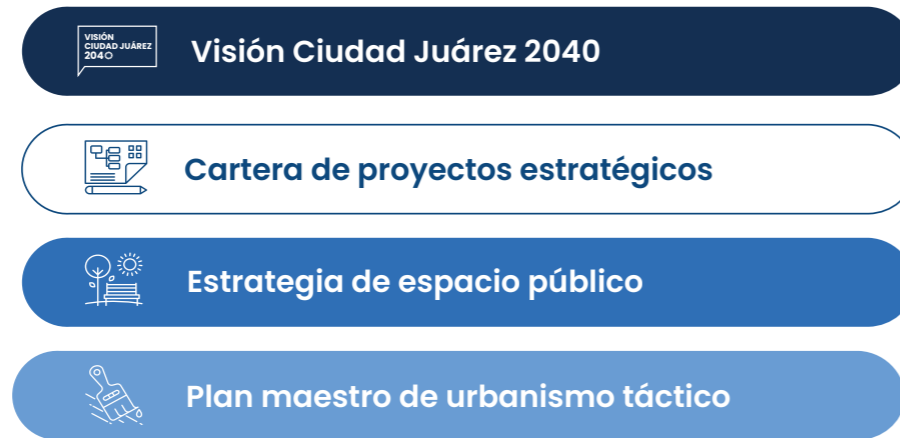 VISIÓN
CIUDAD JUÁREZ
2040
Visión Ciudad Juárez 2040
Cartera de proyectos estratégicos
Estrategia de espacio público
Plan maestro de urbanismo táctico